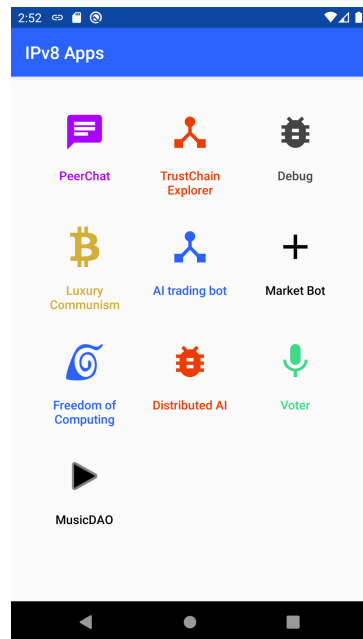 2:52
IPv8 Apps
PeerChat
TrustChain
Explorer
Debug
Luxury
Communism
AI trading bot
Market Bot
Freedom of
Computing
Distributed AI
Voter
MusicDAO